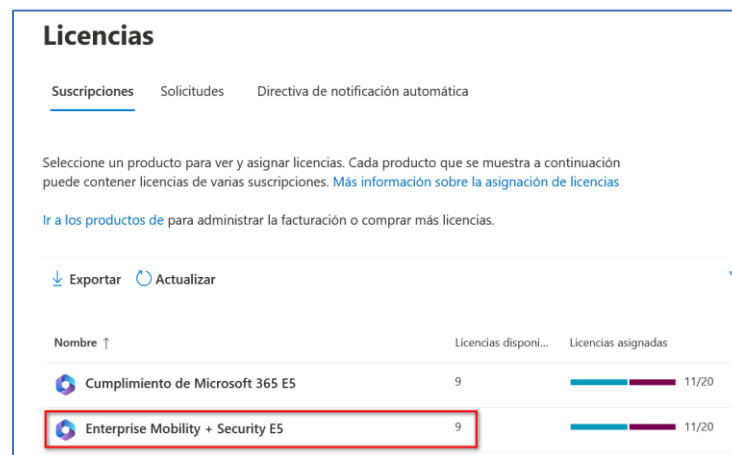 Licencias
Suscripciones Solicitudes Directiva de notificación automática
Seleccione un producto para ver y asignar licencias. Cada producto que se muestra a continuación
puede contener licencias de varias suscripciones. Más información sobre la asignación de licencias
Ir a los productos de para administrar la facturación o comprar más licencias.
Exportar Actualizar
Nombre ↑ Licencias disponi... Licencias asignadas
Cumplimiento de Microsoft 365 E5 9 11/20
Enterprise Mobility + Security E5 9 11/20